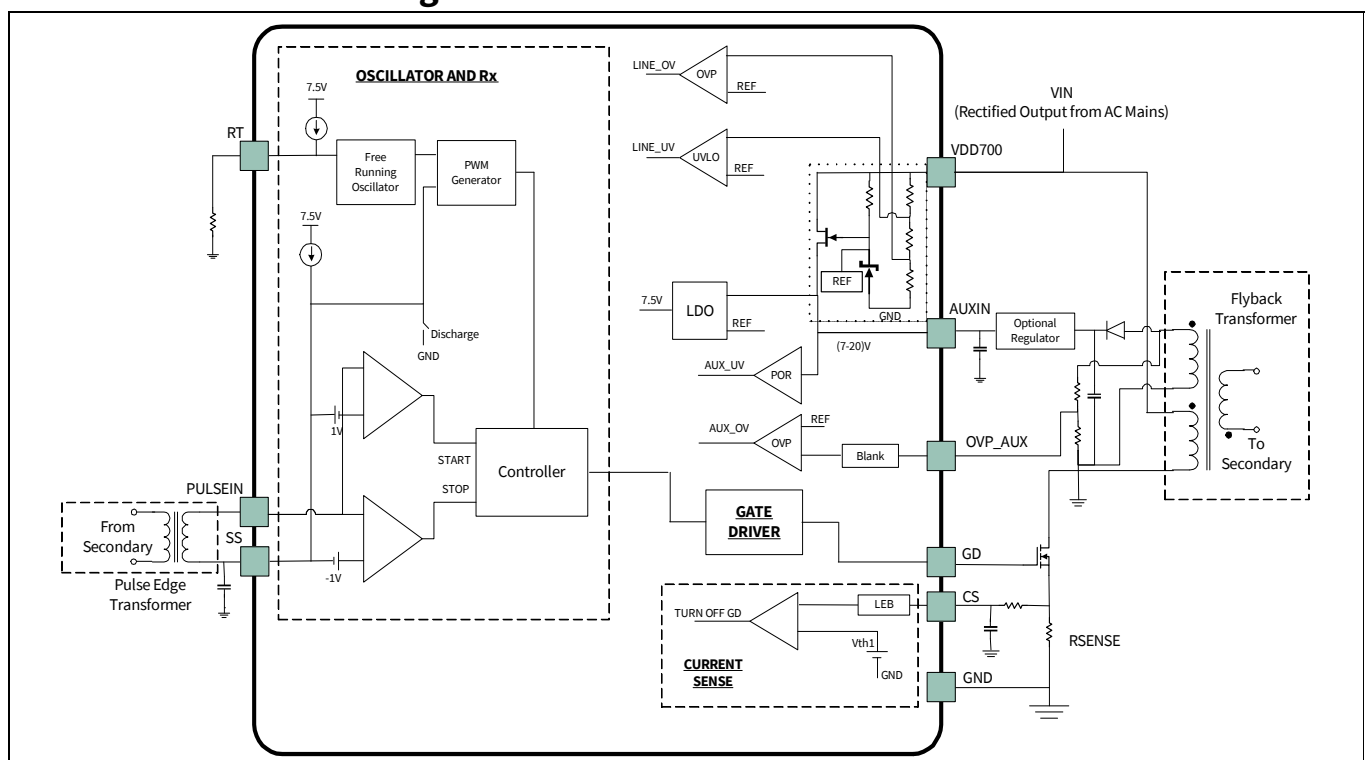 g
OSCILLATOR AND Rx
7.5V
RT
Free
Running
Oscillator
PWM
Generator
7.5V
Discharge
GND
1V
START
STOP
Controller
PULSEIN
SS
From
Secondary
-1V
Pulse Edge
Transformer
LINE_OV
OVP
REF
LINE_UV
UVLO
REF
VIN
(Rectified Output from AC Mains)
VDD700
REF
GND
7.5V
LDO
REF
AUXIN
(7-20)V
Optional
Regulator
Flyback
Transformer
AUX_UV
POR
AUX_OV
OVP
REF
Blank
OVP_AUX
To
Secondary
GATE
DRIVER
GD
TURN OFF GD
LEB
CS
Vth1
GND
CURRENT
SENSE
RSENSE
GND